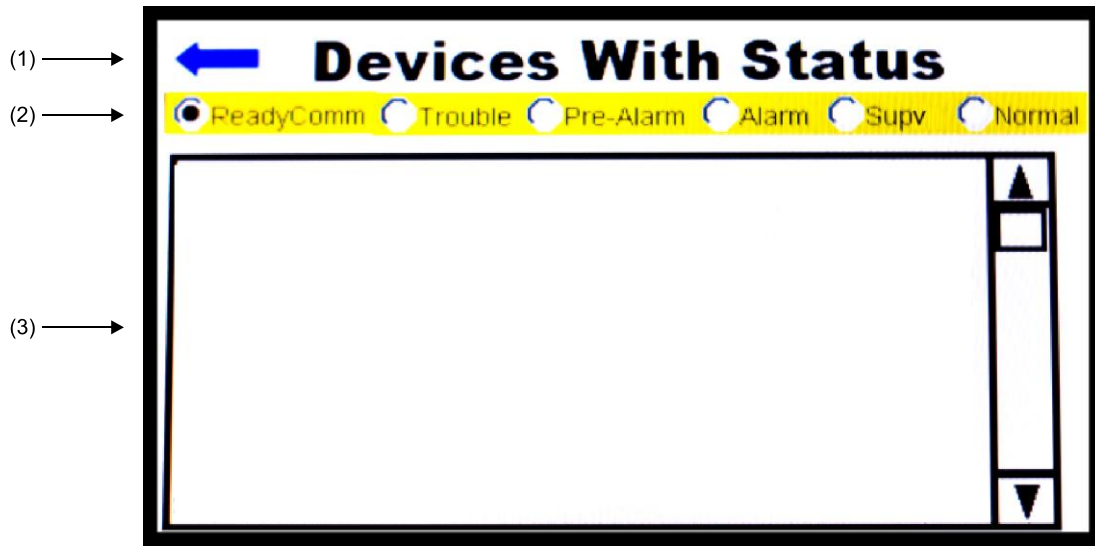 (1) Devices With Status
(2) ReadyComm Trouble Pre-Alarm Alarm Supv Normal
(3)